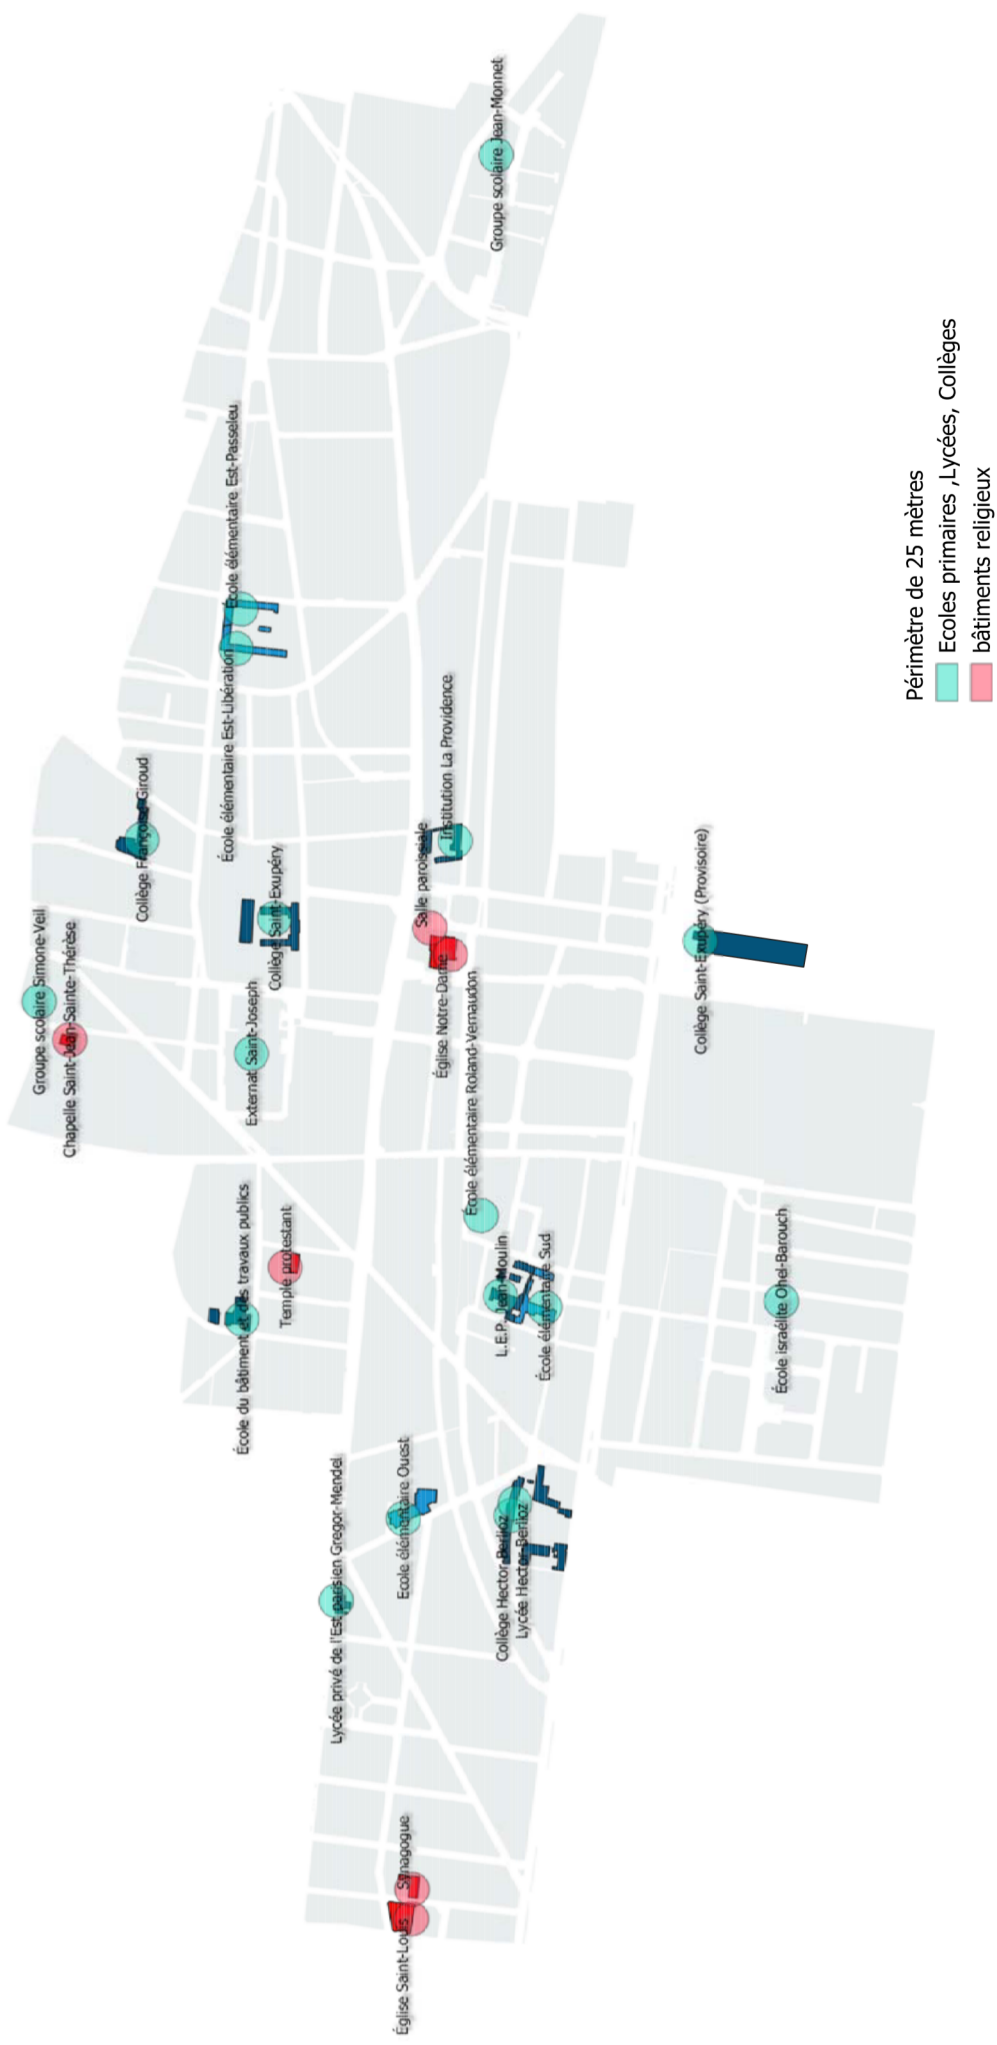 Groupe scolaire Simone-Veil
Chapelle Saint-Jean-Sainte-Thérèse
Collège Françoise-Giroud
École élémentaire Est-Libération
École élémentaire Est-Passeleu
École du bâtiment et des travaux publics
Externat Saint-Joseph
Collège Saint-Exupéry
Temple protestant
Lycée privé de l'Est parisien Gregor-Mendel
Église Saint-Louis
Synagogue
Ecole élémentaire Ouest
Salle paroissiale
Église Notre-Dame
Institution La Providence
École élémentaire Roland-Vernaudon
Groupe scolaire Jean-Monnet
Collège Hector-Berlioz
L.E.P. Jean-Moulin
Lycée Hector-Berlioz
École élémentaire Sud
Collège Saint-Exupéry (Provisoire)
École israélite Ohel-Barouch
Périmètre de 25 mètres
Ecoles primaires ,Lycées, Collèges
bâtiments religieux